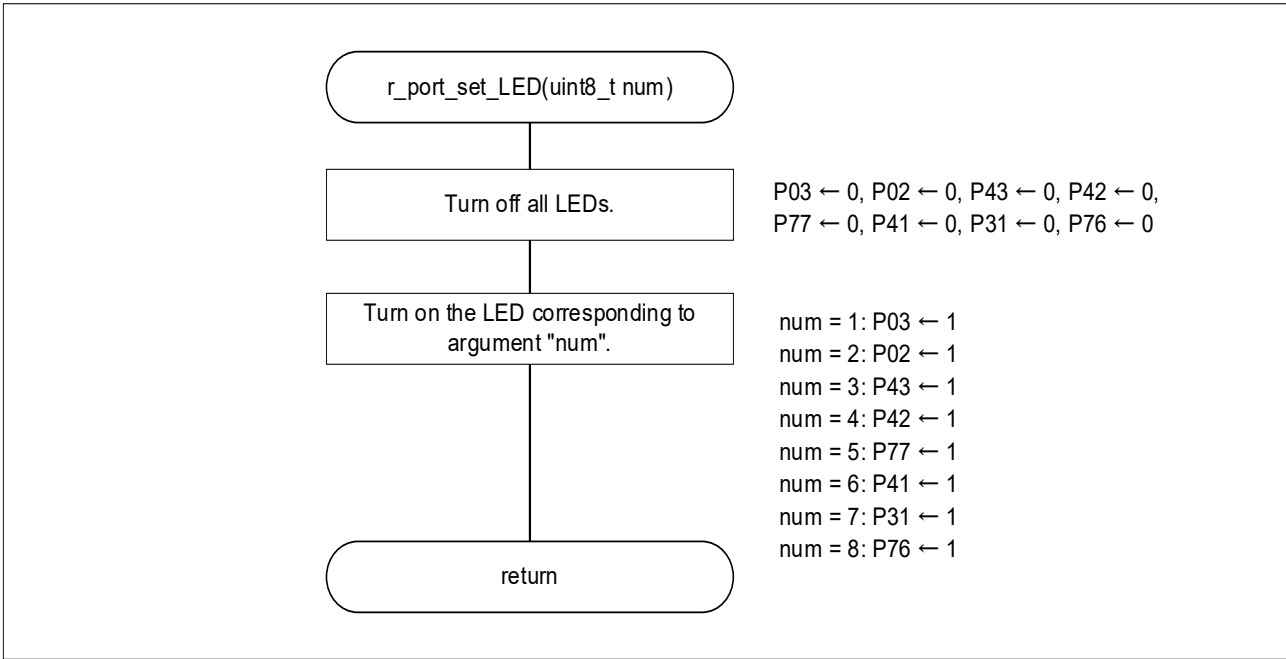 r_port_set_LED(uint8_t num)
Turn off all LEDs.
P03 ← 0, P02 ← 0, P43 ← 0, P42 ← 0,
P77 ← 0, P41 ← 0, P31 ← 0, P76 ← 0
Turn on the LED corresponding to
argument "num".
num = 1: P03 ← 1
num = 2: P02 ← 1
num = 3: P43 ← 1
num = 4: P42 ← 1
num = 5: P77 ← 1
num = 6: P41 ← 1
num = 7: P31 ← 1
num = 8: P76 ← 1
return